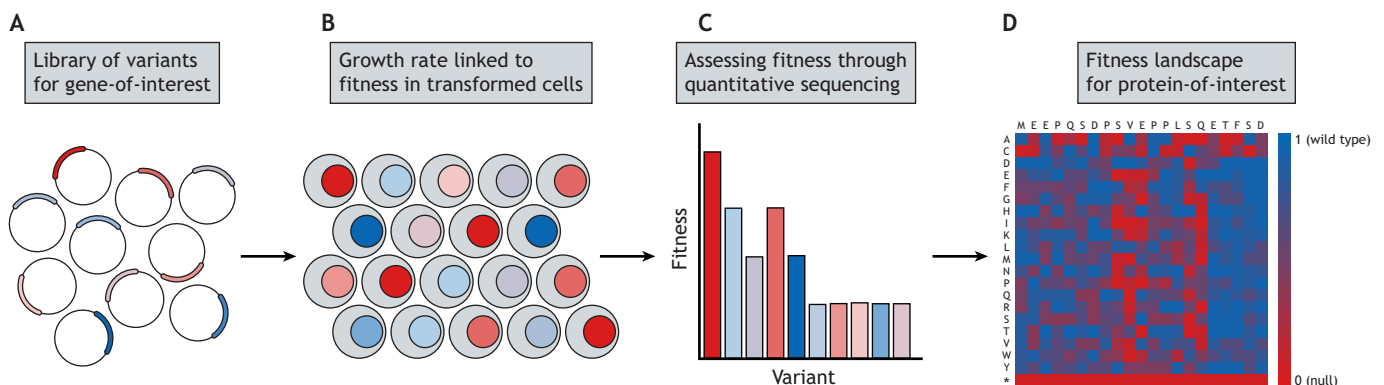 A
Library of variants
for gene-of-interest
B
Growth rate linked to
fitness in transformed cells
C
Assessing fitness through
quantitative sequencing
Fitness
Variant
D
Fitness landscape
for protein-of-interest
M E E P Q S D P S V E P P L S Q E T F S D
A
C
D
E
F
G
H
I
K
L
M
N
P
Q
R
S
T
V
W
Y
*
1 (wild type)
0 (null)